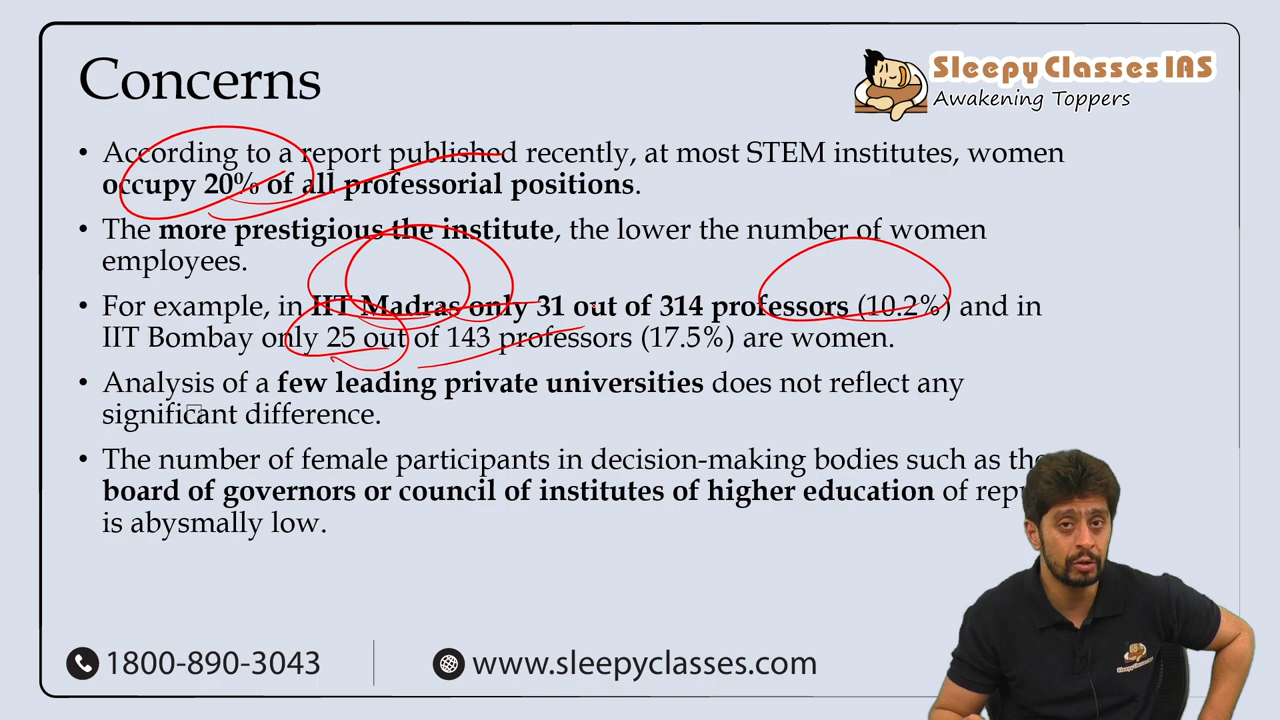 Concerns
Sleepy Classes IAS
Awakening Toppers
• According to a report published recently, at most STEM institutes, women
occupy 20% of all professorial positions.
• The more prestigious the institute, the lower the number of women
employees.
• For example, in IIT Madras only 31 out of 314 professors (10.2%) and in
IIT Bombay only 25 out of 143 professors (17.5%) are women.
• Analysis of a few leading private universities does not reflect any
significant difference.
• The number of female participants in decision-making bodies such as the
board of governors or council of institutes of higher education of
is abysmally low.
1800-890-3043
www.sleepyclasses.com